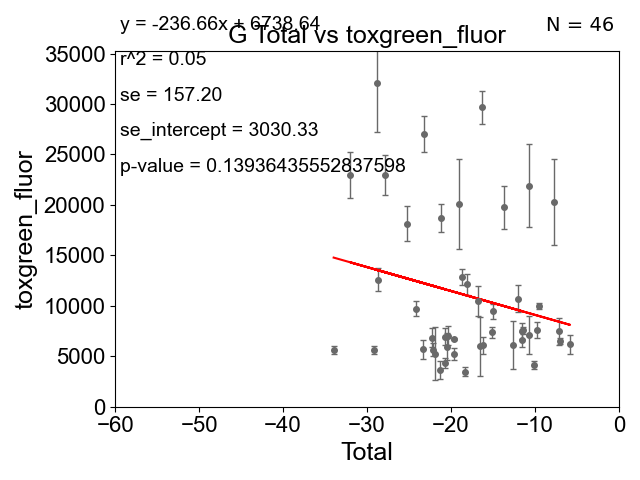 y = -236.66x + 6738.64
G Total vs toxgreen_fluor
N = 46
r^2 = 0.05
se = 157.20
se_intercept = 3030.33
p-value = 0.13936435552837598
toxgreen_fluor
35000
30000
25000
20000
15000
10000
5000
0
−60 −50 −40 −30 −20 −10 0
Total